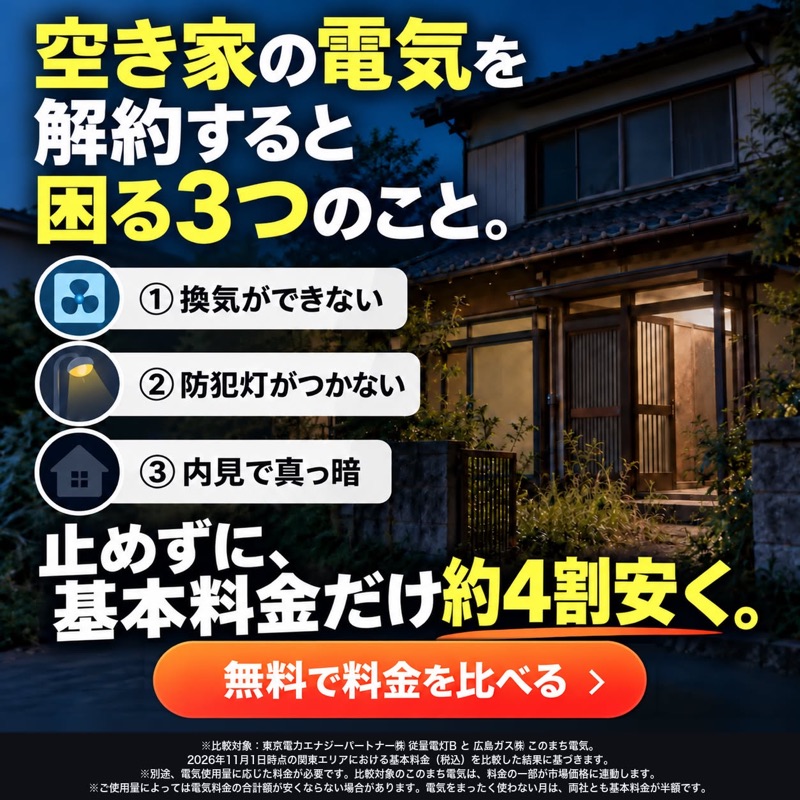 空き家の電気を
解約すると
困る3つのこと。
① 換気ができない
② 防犯灯がつかない
③ 内見で真っ暗
止めずに、
基本料金だけ約4割安く。
無料で料金を比べる >
※比較対象：東京電力エナジーパートナー㈱ 従量電灯B と 広島ガス㈱ このまち電気。
2026年11月1日時点の関東エリアにおける基本料金（税込）を比較した結果に基づきます。
※別途、電気使用量に応じた料金が必要です。比較対象のこのまち電気は、料金の一部が市場価格に連動します。
※ご使用量によっては電気料金の合計額が安くならない場合があります。電気をまったく使わない月は、両社とも基本料金が半額です。